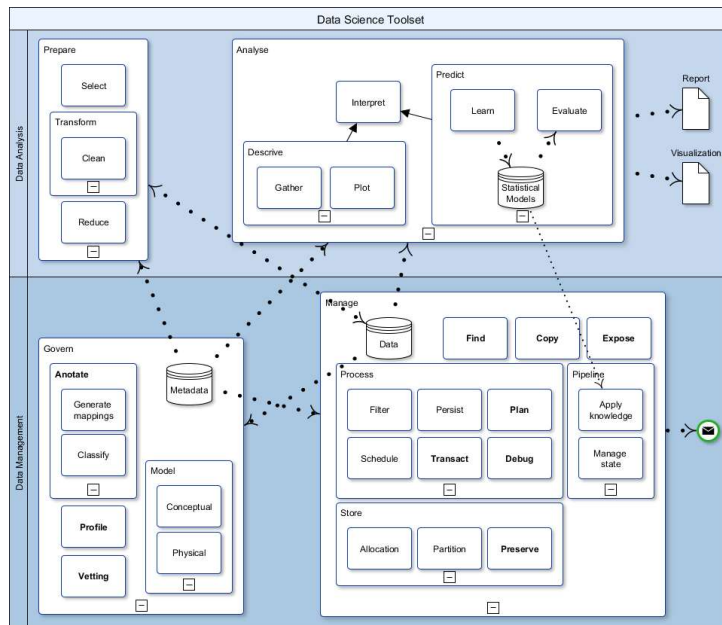 Data Science Toolset
Data Analysis
Prepare
Select
Transform
Clean
Reduce
Analyse
Interpret
Descrive
Gather
Plot
Predict
Learn
Evaluate
Statistical
Models
Report
Visualization
Data Management
Govern
Anotate
Generate
mappings
Classify
Profile
Vetting
Metadata
Model
Conceptual
Physical
Manage
Data
Find
Copy
Expose
Process
Filter
Persist
Plan
Schedule
Transact
Debug
Pipeline
Apply
knowledge
Manage
state
Store
Allocation
Partition
Preserve